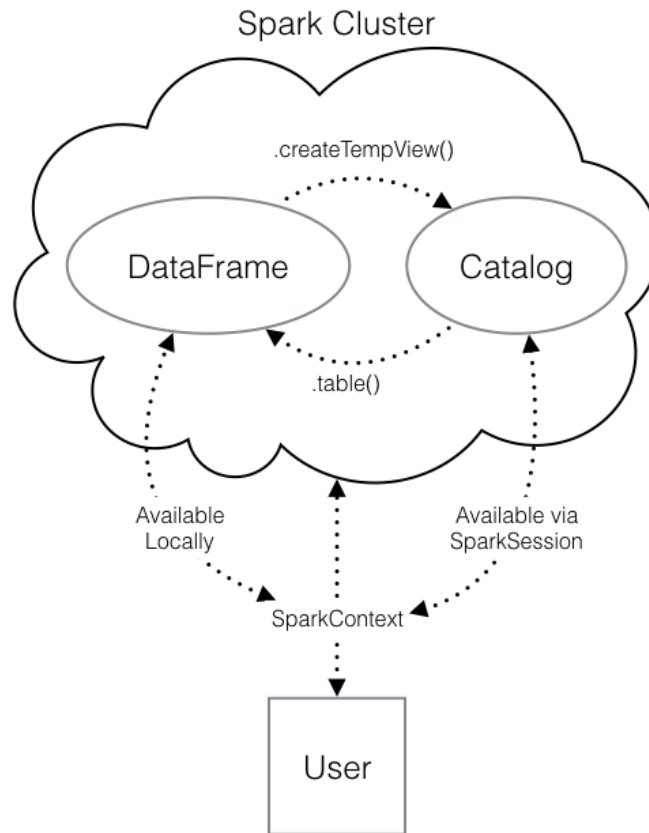 Spark Cluster
.createTempView()
DataFrame
Catalog
.table()
Available
Locally
Available via
SparkSession
SparkContext
User